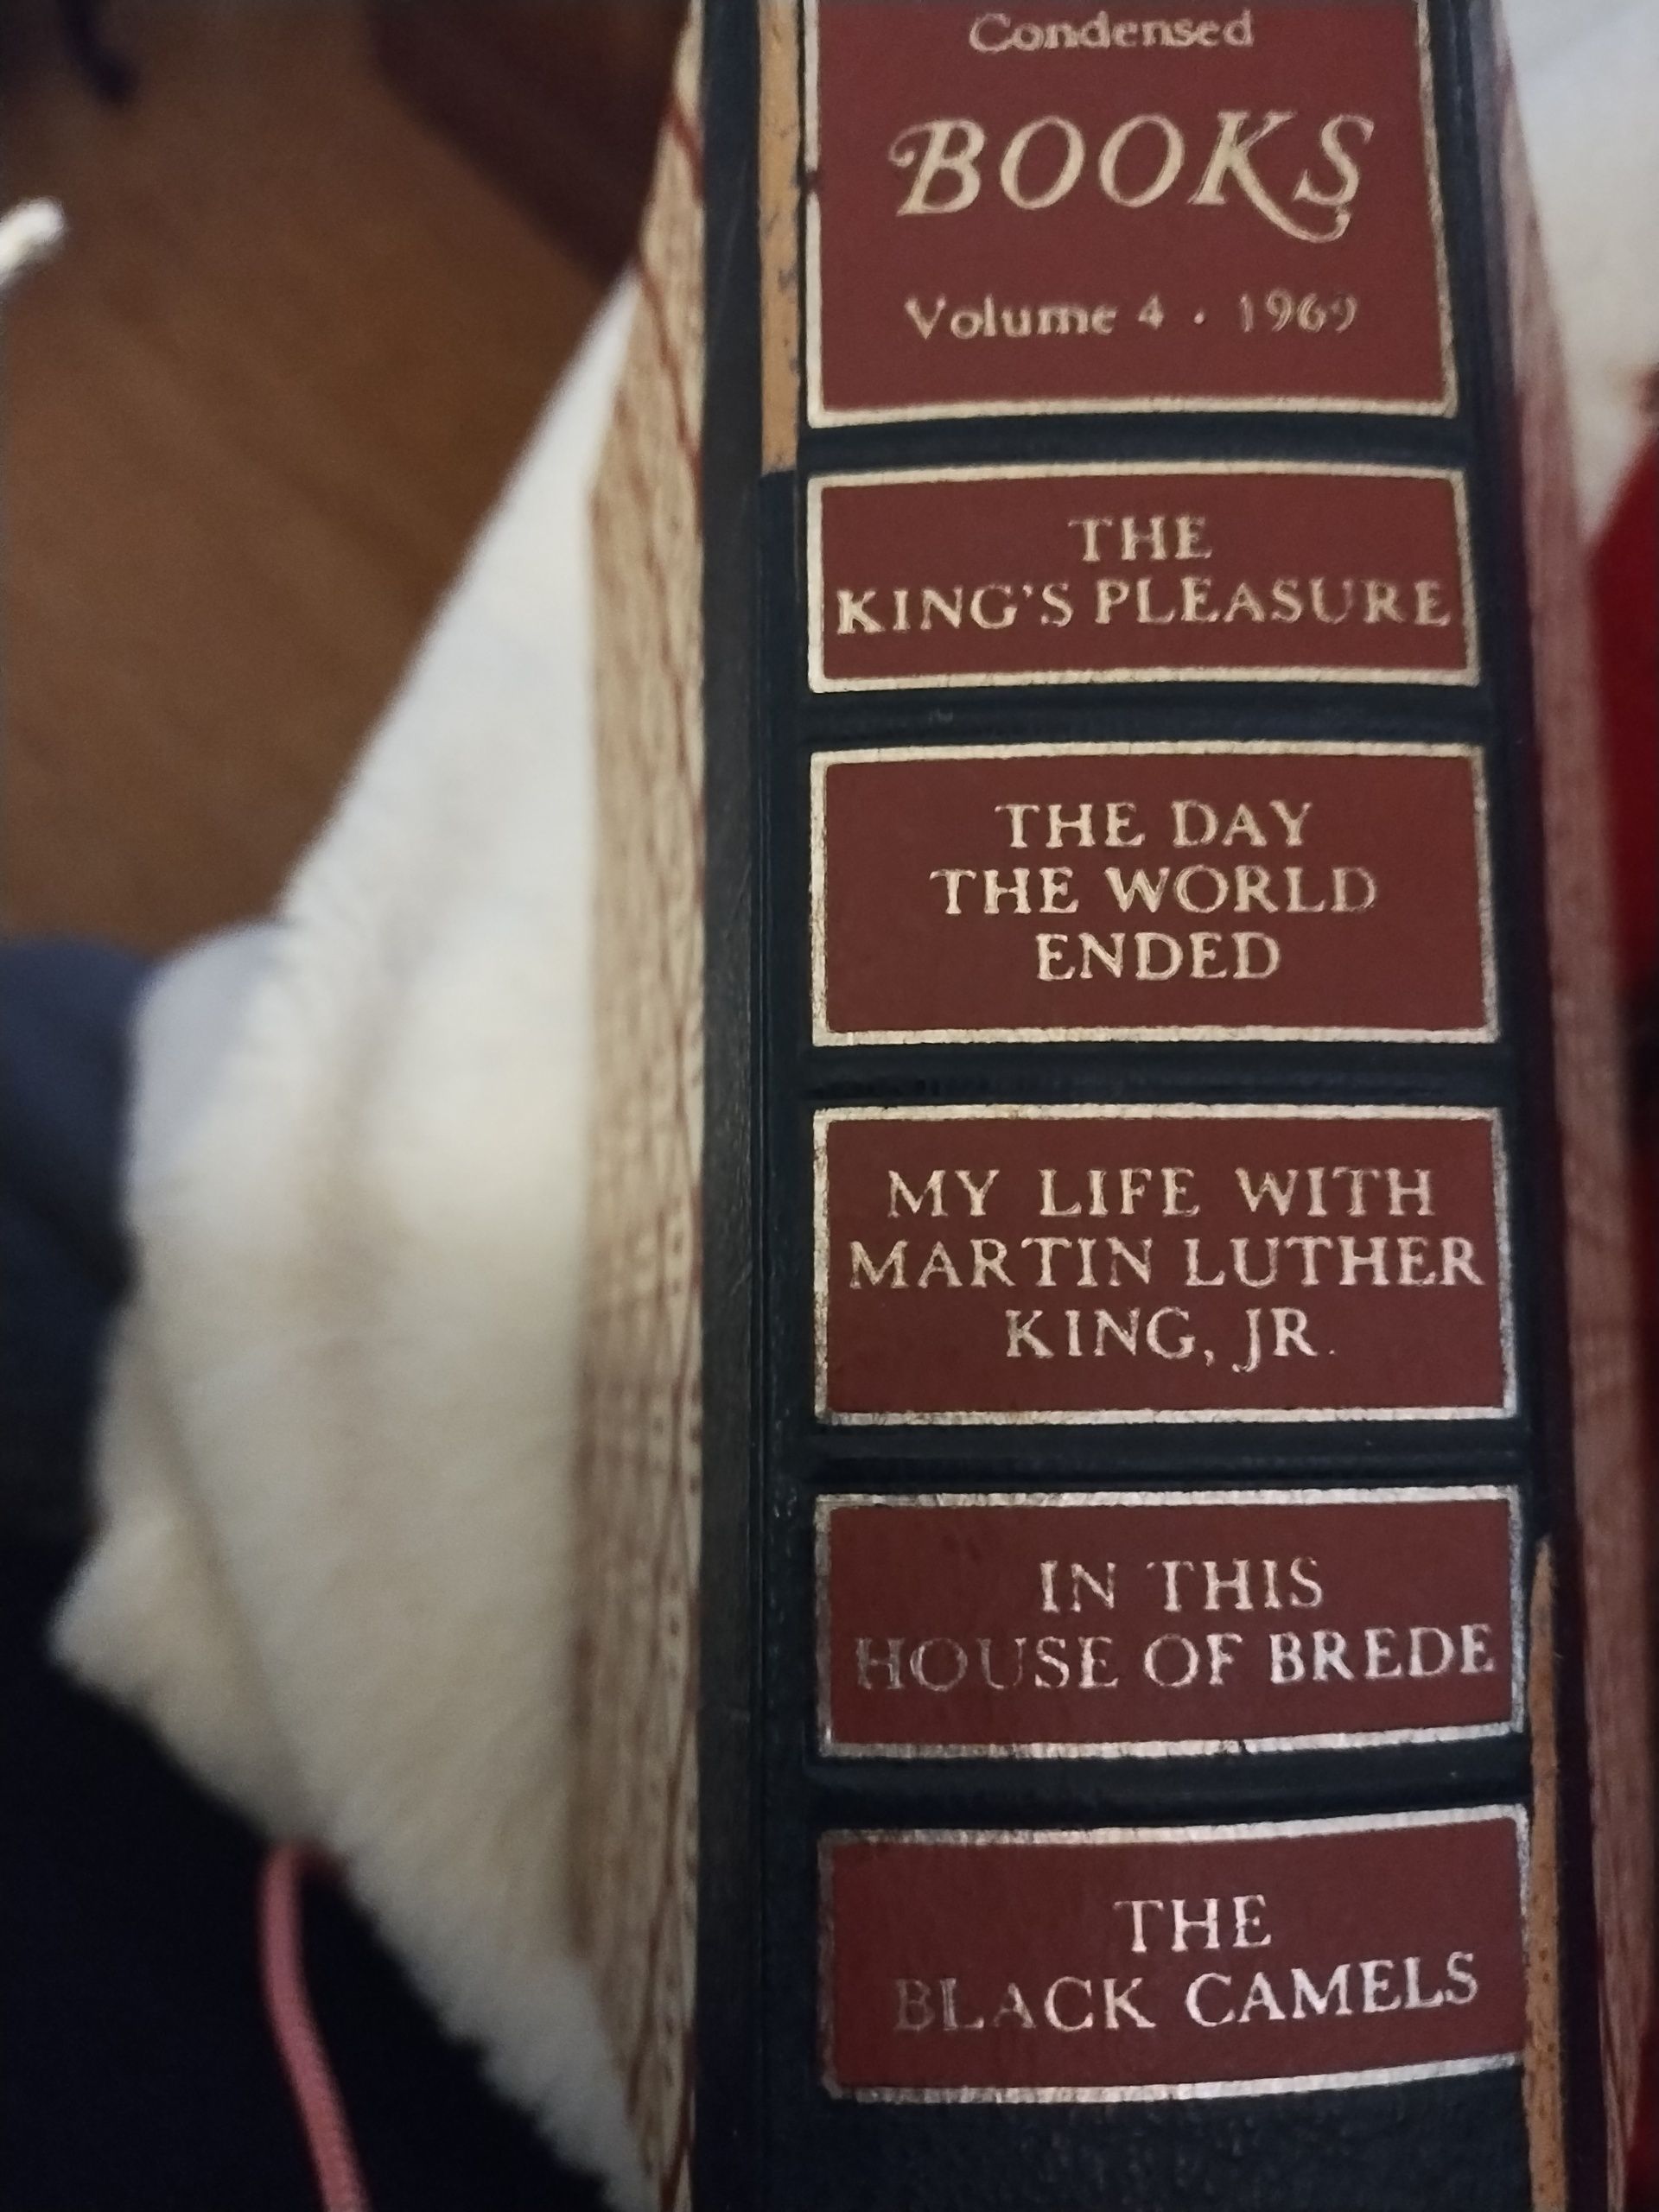 Condensed
BOOKS
Volume 4 · 1969
THE
KING'S PLEASURE
THE DAY
THE WORLD
ENDED
MY LIFE WITH
MARTIN LUTHER
KING, JR.
IN THIS
HOUSE OF BREDE
THE
BLACK CAMELS